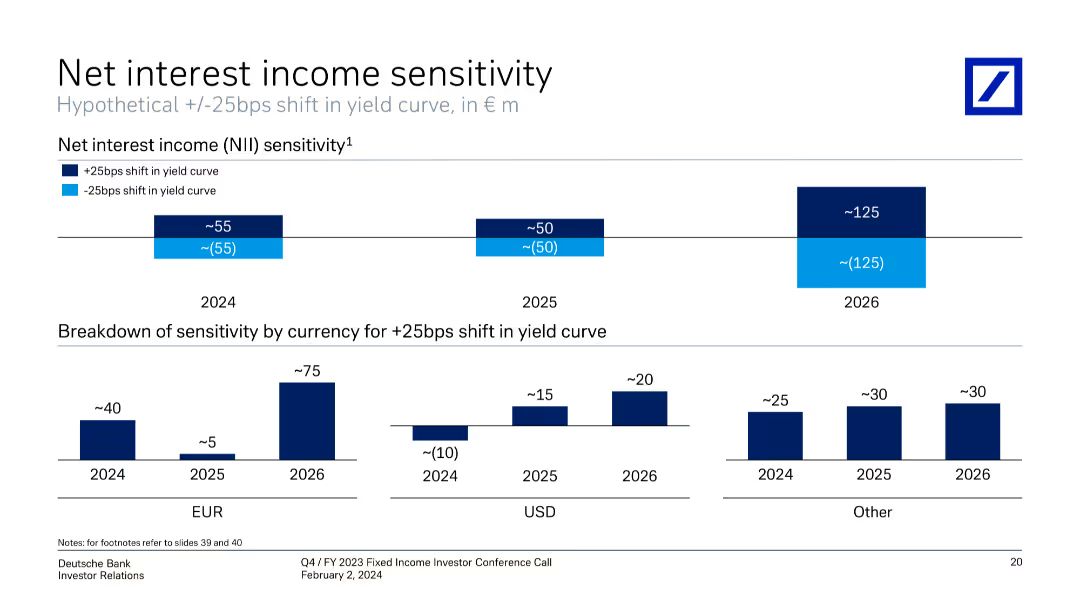 Net interest income sensitivity
Hypothetical +/-25bps shift in yield curve, in € m
Net interest income (NII) sensitivity¹
+25bps shift in yield curve
-25bps shift in yield curve
~55 ~50 ~125
~(55) ~(50) ~(125)
2024 2025 2026
Breakdown of sensitivity by currency for +25bps shift in yield curve
~40 ~5 ~75
2024 2025 2026
EUR
~(10) ~15 ~20
2024 2025 2026
USD
~25 ~30 ~30
2024 2025 2026
Other
Notes: for footnotes refer to slides 39 and 40
Deutsche Bank
Investor Relations
Q4 / FY 2023 Fixed Income Investor Conference Call
February 2, 2024
20